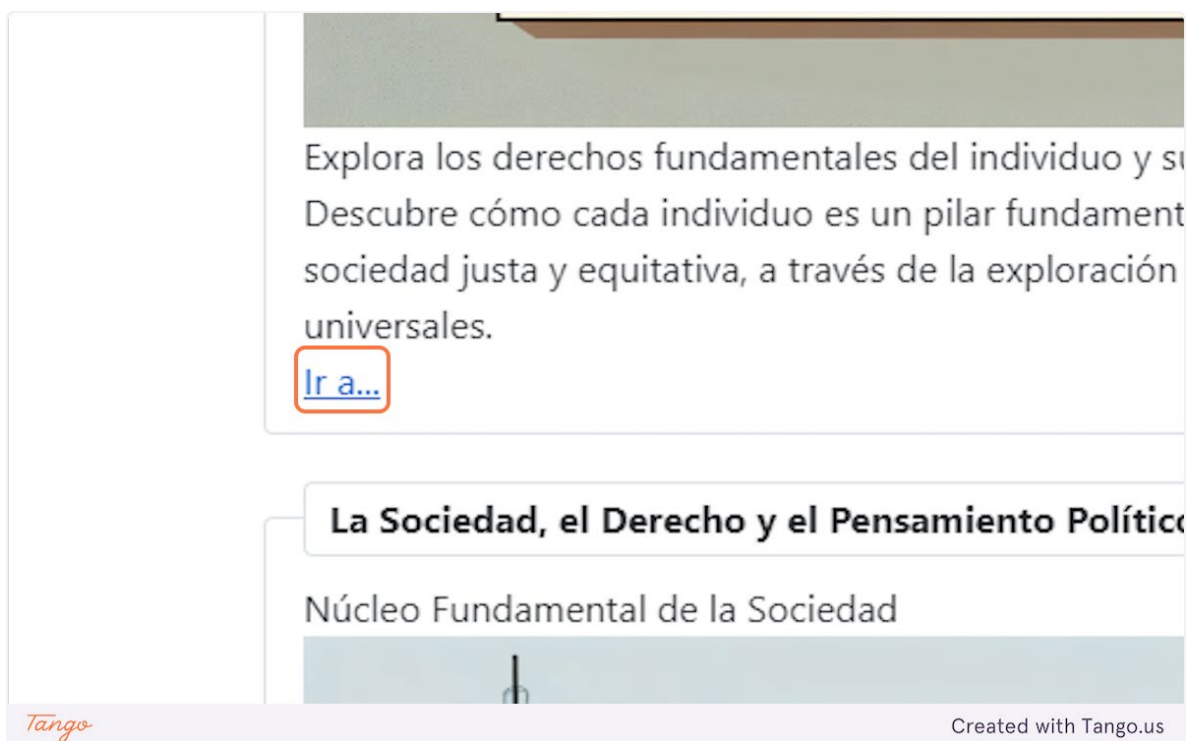 Explora los derechos fundamentales del individuo y
Descubre cómo cada individuo es un pilar
sociedad justa y equitativa, a través de la exploración
universales.
Ir a...
La Sociedad, el Derecho y el Pensamiento
Núcleo Fundamental de la Sociedad
Tango
Created with Tango.us